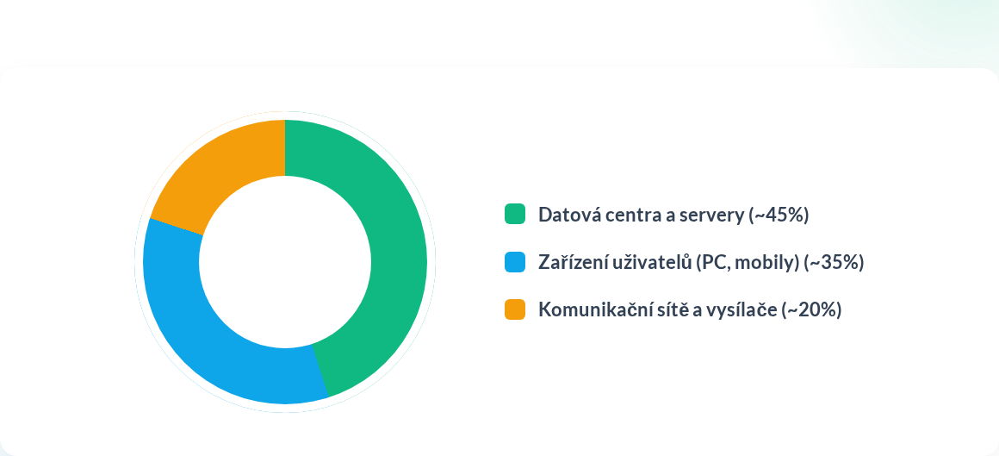 Datová centra a servery (~45%)
Zařízení uživatelů (PC, mobily) (~35%)
Komunikační sítě a vysílače (~20%)